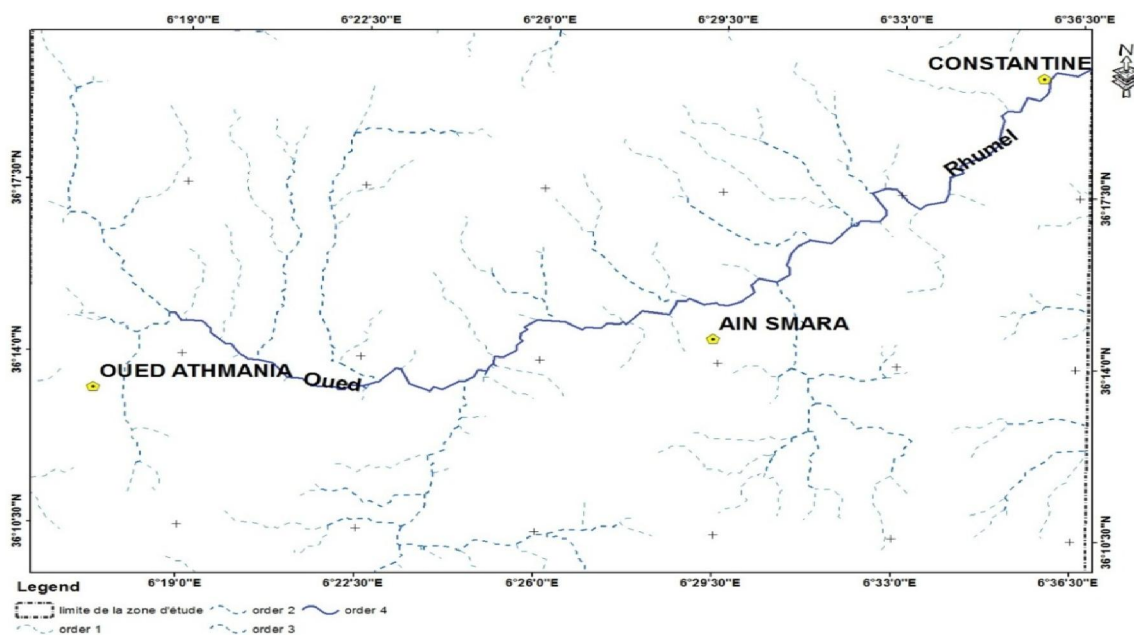 6°19'0"E 6°22'30"E 6°26'0"E 6°29'30"E 6°33'0"E 6°36'30"E
N
CONSTANTINE
Rhumel
36°17'30"N
36°17'30"N
AIN SMARA
36°14'0"N
OUED ATHMANIA
Oued
36°14'0"N
36°10'30"N
36°10'30"N
6°19'0"E 6°22'30"E 6°26'0"E 6°29'30"E 6°33'0"E 6°36'30"E
Legend
limite de la zone d'étude order 2 order 4
order 1 order 3